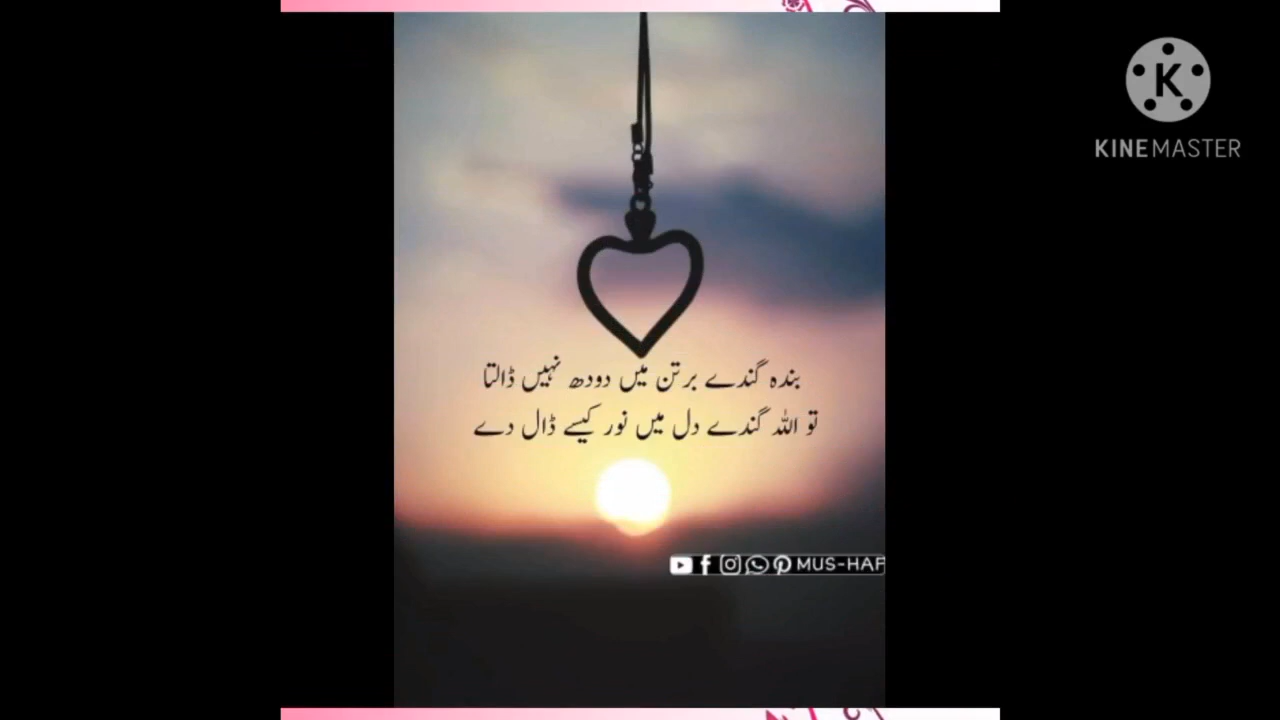 KINEMASTER
بندہ گندے برتن میں دودھ نہیں ڈالتا
تو اللہ گندے دل میں نور کیسے ڈال دے
MUS-HAF